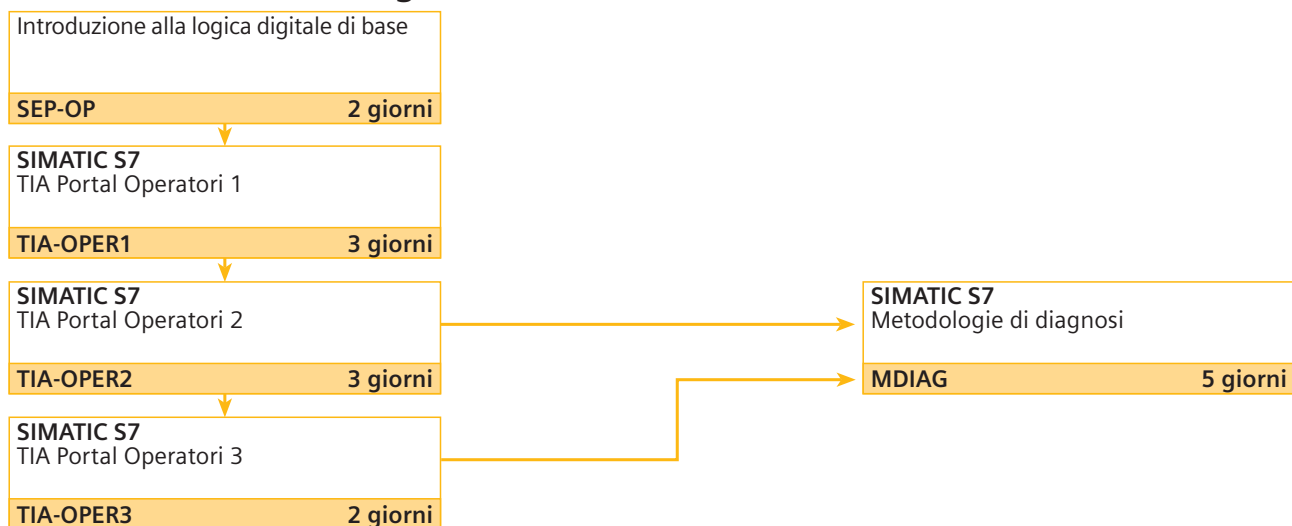 Introduzione alla logica digitale di base
SEP-OP 2 giorni
SIMATIC S7
TIA Portal Operatori 1
TIA-OPER1 3 giorni
SIMATIC S7
TIA Portal Operatori 2
TIA-OPER2 3 giorni
SIMATIC S7
Metodologie di diagnosi
MDIAG 5 giorni
SIMATIC S7
TIA Portal Operatori 3
TIA-OPER3 2 giorni